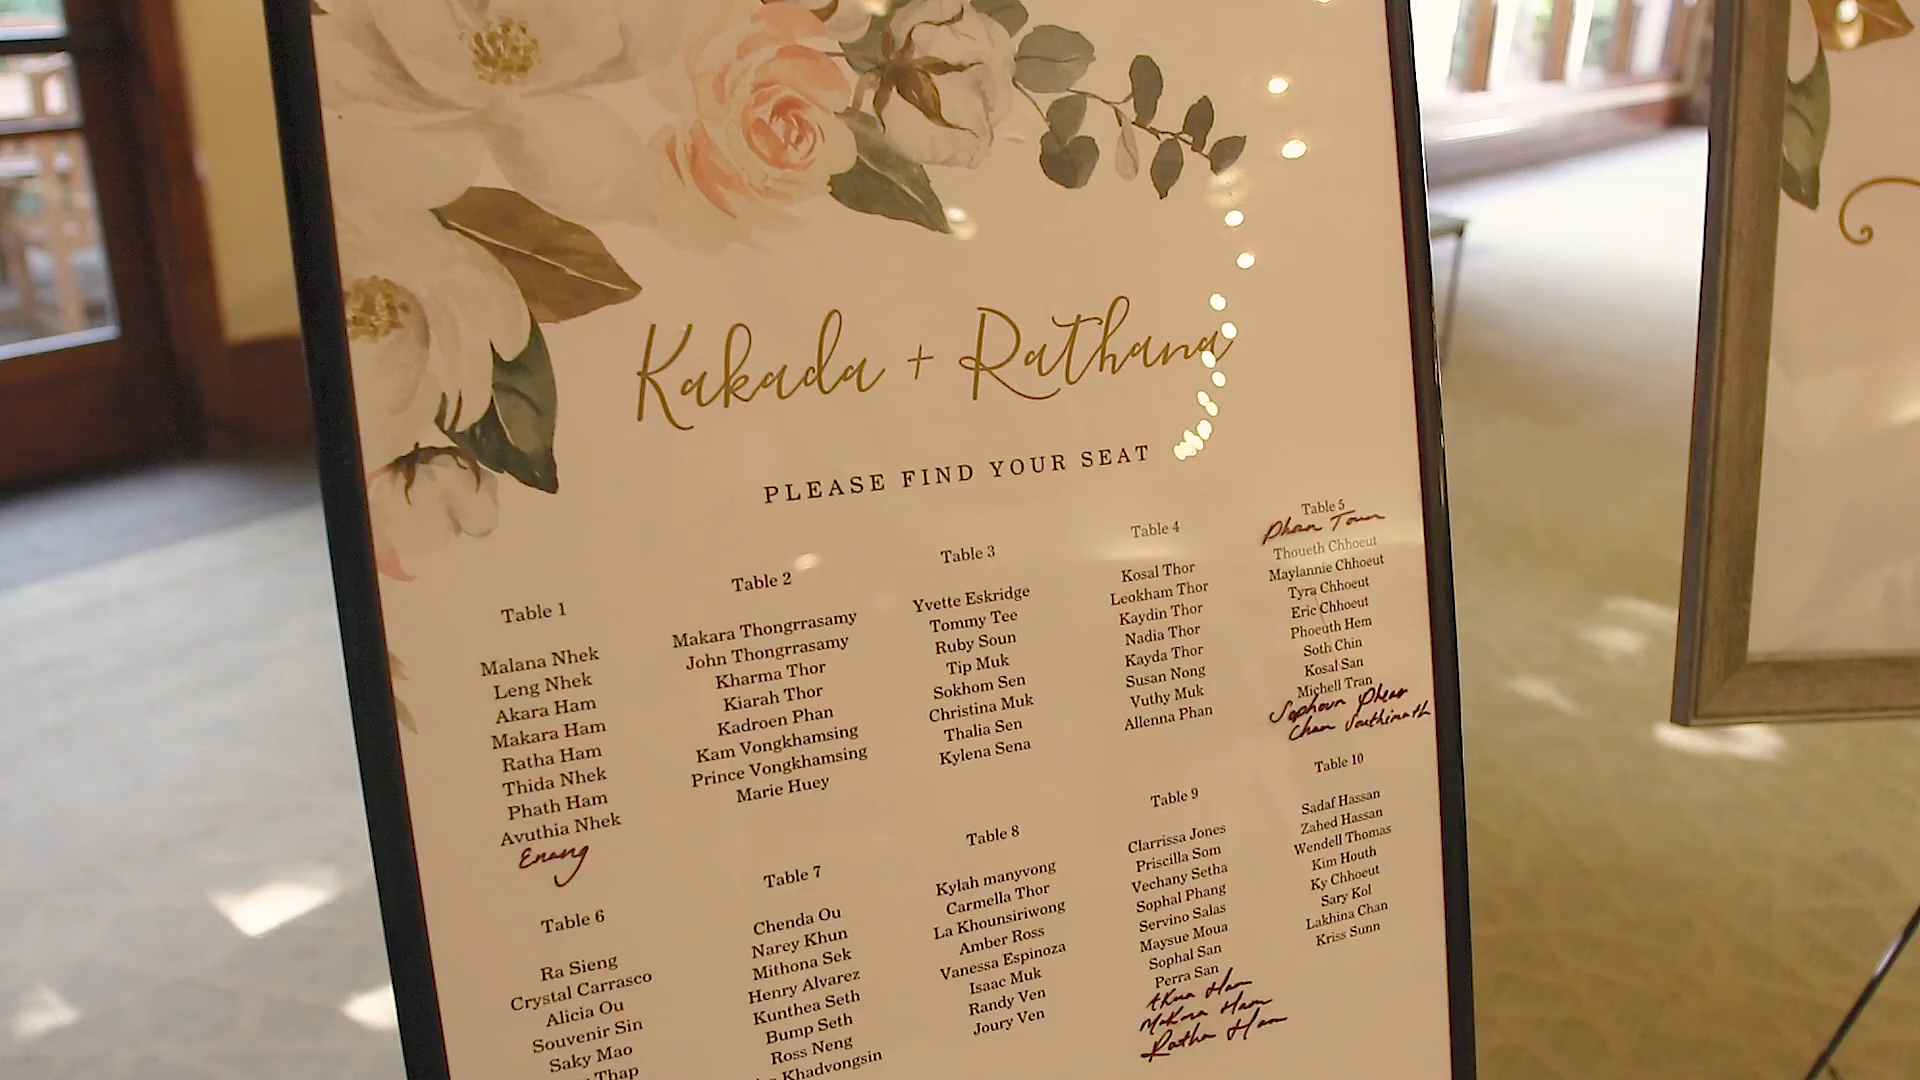 Kakada + Rathana
PLEASE FIND YOUR SEAT
Table 1
Malana Nhek
Leng Nhek
Akara Ham
Makara Ham
Ratha Ham
Thida Nhek
Phath Ham
Avuthia Nhek
Enang
Table 2
Makara Thongrrasamy
John Thongrrasamy
Kharma Thor
Kiarah Thor
Kadroen Phan
Kam Vongkhamsing
Prince Vongkhamsing
Marie Huey
Table 3
Yvette Eskridge
Tommy Tee
Ruby Soun
Tip Muk
Sokhom Sen
Christina Muk
Thalia Sen
Kylena Sena
Table 4
Kosal Thor
Leokham Thor
Kaydin Thor
Nadia Thor
Kayda Thor
Susan Nong
Vuthy Muk
Allenna Phan
Table 5
Thoueth Chhoeut
Maylannie Chhoeut
Tyra Chhoeut
Eric Chhoeut
Phoeuth Hem
Soth Chin
Kosal San
Michell Tran
Table 6
Ra Sieng
Crystal Carrasco
Alicia Ou
Souvenir Sin
Saky Mao
Thap
Table 7
Chenda Ou
Narey Khun
Mithona Sek
Henry Alvarez
Kunthea Seth
Bump Seth
Ross Neng
Khadvongsin
Table 8
Kylah manyvong
Carmella Thor
La Khounsiriwong
Amber Ross
Vanessa Espinoza
Isaac Muk
Randy Ven
Joury Ven
Table 9
Clarrissa Jones
Priscilla Som
Vechany Setha
Sophal Phang
Servino Salas
Maysue Moua
Sophal San
Perra San
Akara Ham
Makara Ham
Ratha Ham
Table 10
Sadaf Hassan
Zahed Hassan
Wendell Thomas
Kim Houth
Ky Chhoeut
Sary Kol
Lakhina Chan
Kriss Sunn